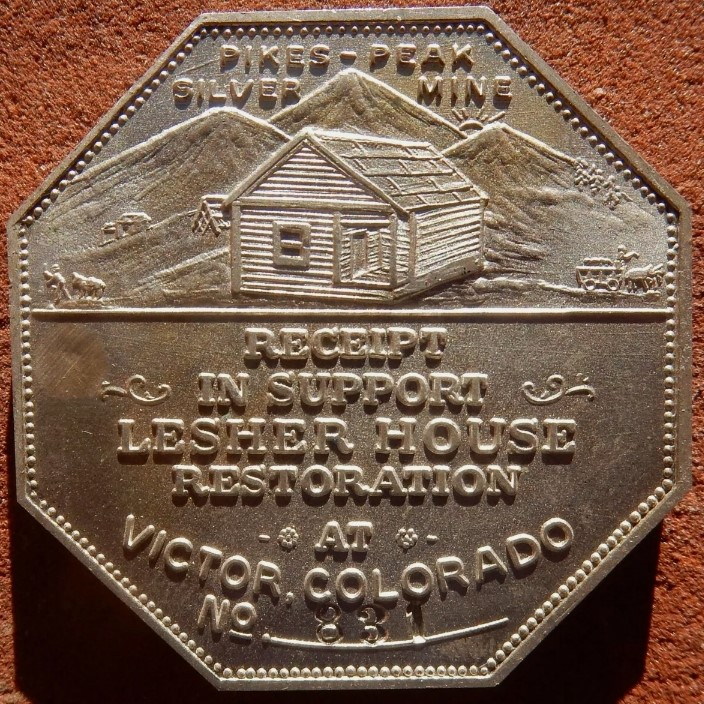 PIKES-PEAK
SILVER MINE
RECEIPT
IN SUPPORT
LESHER HOUSE
RESTORATION
AT
VICTOR, COLORADO
No. 831